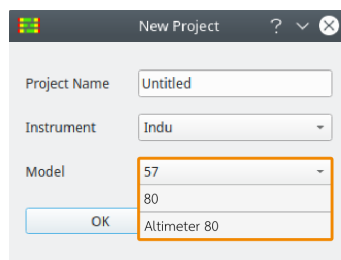 New Project
Project Name Untitled
Instrument Indu
Model 57
80
OK Altimeter 80